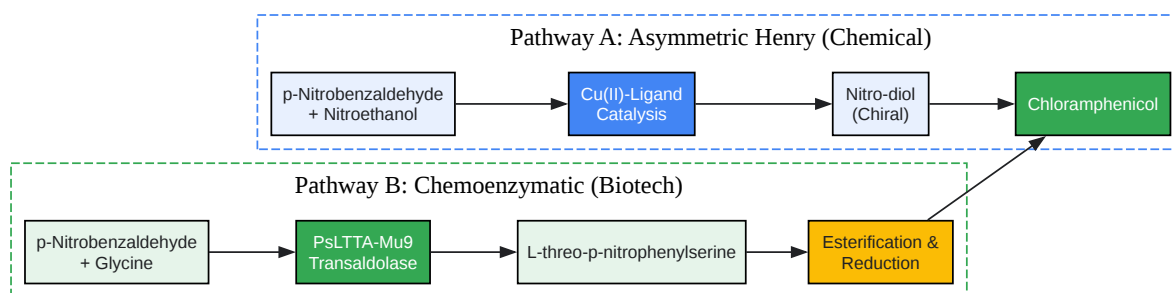 Pathway A: Asymmetric Henry (Chemical)
p-Nitrobenzaldehyde
+ Nitroethanol
Cu(II)-Ligand
Catalysis
Nitro-diol
(Chiral)
Chloramphenicol
Pathway B: Chemoenzymatic (Biotech)
p-Nitrobenzaldehyde
+ Glycine
PsLTTA-Mu9
Transaldolase
L-threo-p-nitrophenylserine
Esterification &
Reduction